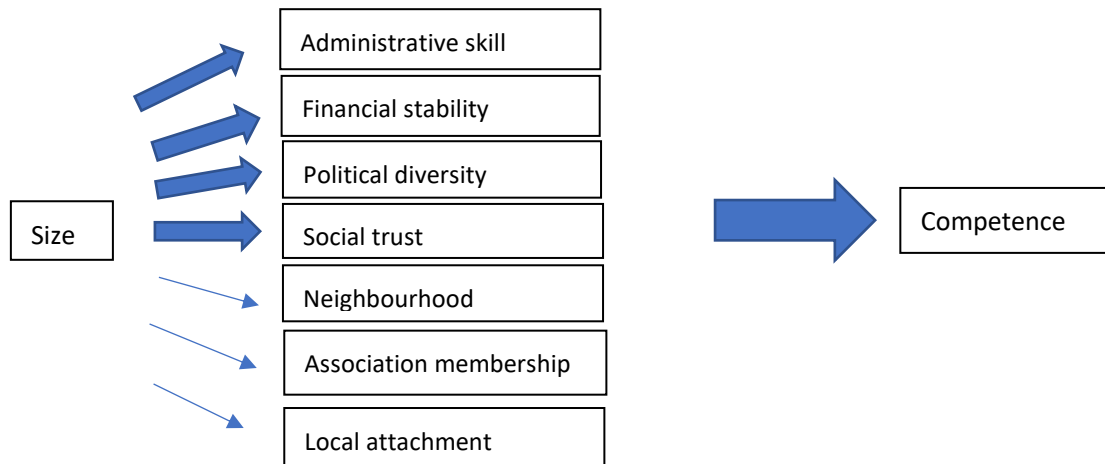 Administrative skill
Financial stability
Political diversity
Size
Social trust
Competence
Neighbourhood
Association membership
Local attachment